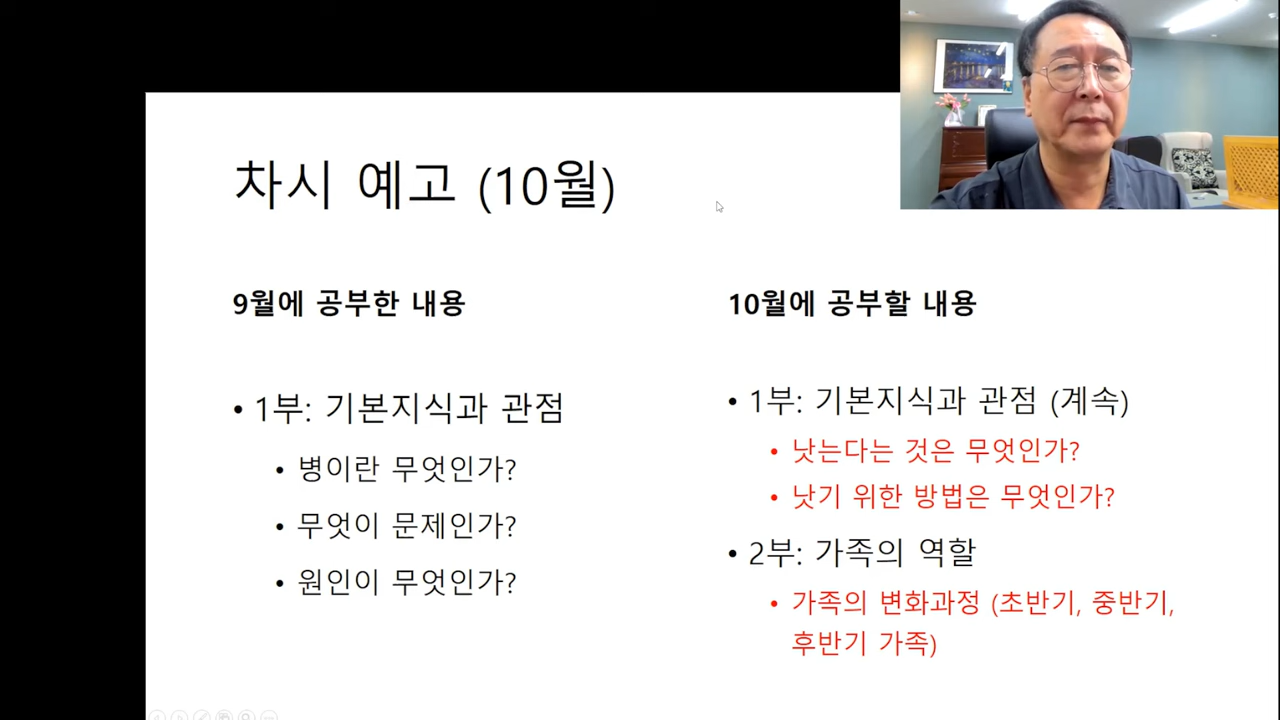 차시 예고 (10월)
9월에 공부한 내용
• 1부: 기본지식과 관점
• 병이란 무엇인가?
• 무엇이 문제인가?
• 원인이 무엇인가?
10월에 공부할 내용
• 1부: 기본지식과 관점 (계속)
• 낫는다는 것은 무엇인가?
• 낫기 위한 방법은 무엇인가?
• 2부: 가족의 역할
• 가족의 변화과정 (초반기, 중반기,
후반기 가족)